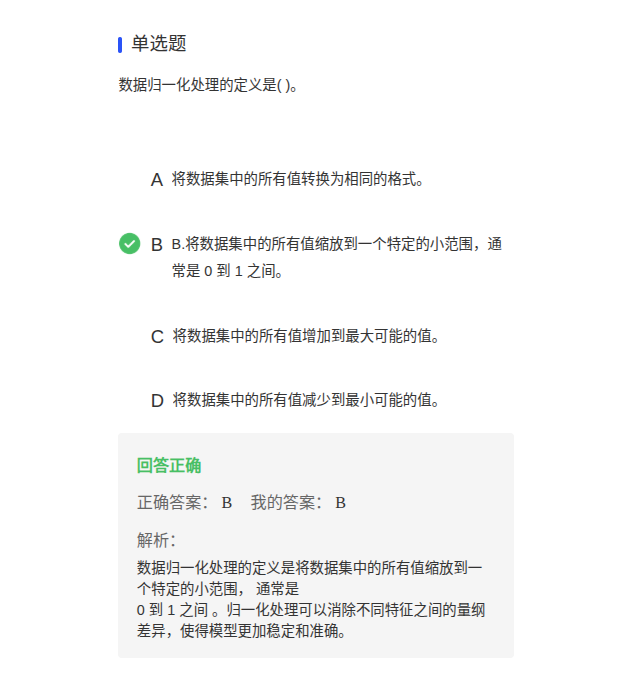 单选题
数据归一化处理的定义是( )。
A 将数据集中的所有值转换为相同的格式。
B B.将数据集中的所有值缩放到一个特定的小范围，通
常是 0 到 1 之间。
C 将数据集中的所有值增加到最大可能的值。
D 将数据集中的所有值减少到最小可能的值。
回答正确
正确答案： B 我的答案： B
解析：
数据归一化处理的定义是将数据集中的所有值缩放到一
个特定的小范围， 通常是
0 到 1 之间 。归一化处理可以消除不同特征之间的量纲
差异，使得模型更加稳定和准确。